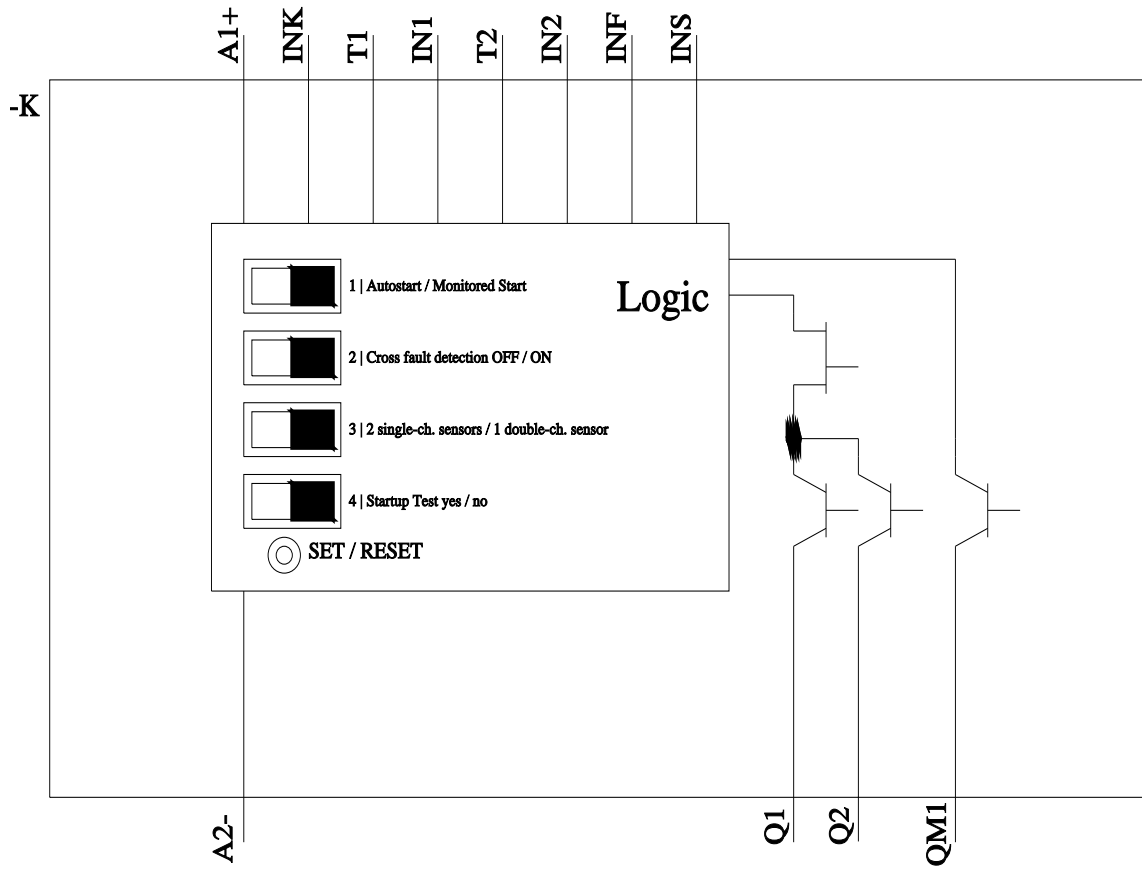 A1+
INK
T1
IN1
T2
IN2
INF
INS
-K
1 | Autostart / Monitored Start
Logic
2 | Cross fault detection OFF / ON
3 | 2 single-ch. sensors / 1 double-ch. sensor
4 | Startup Test yes / no
SET / RESET
A2-
Q1
Q2
QM1